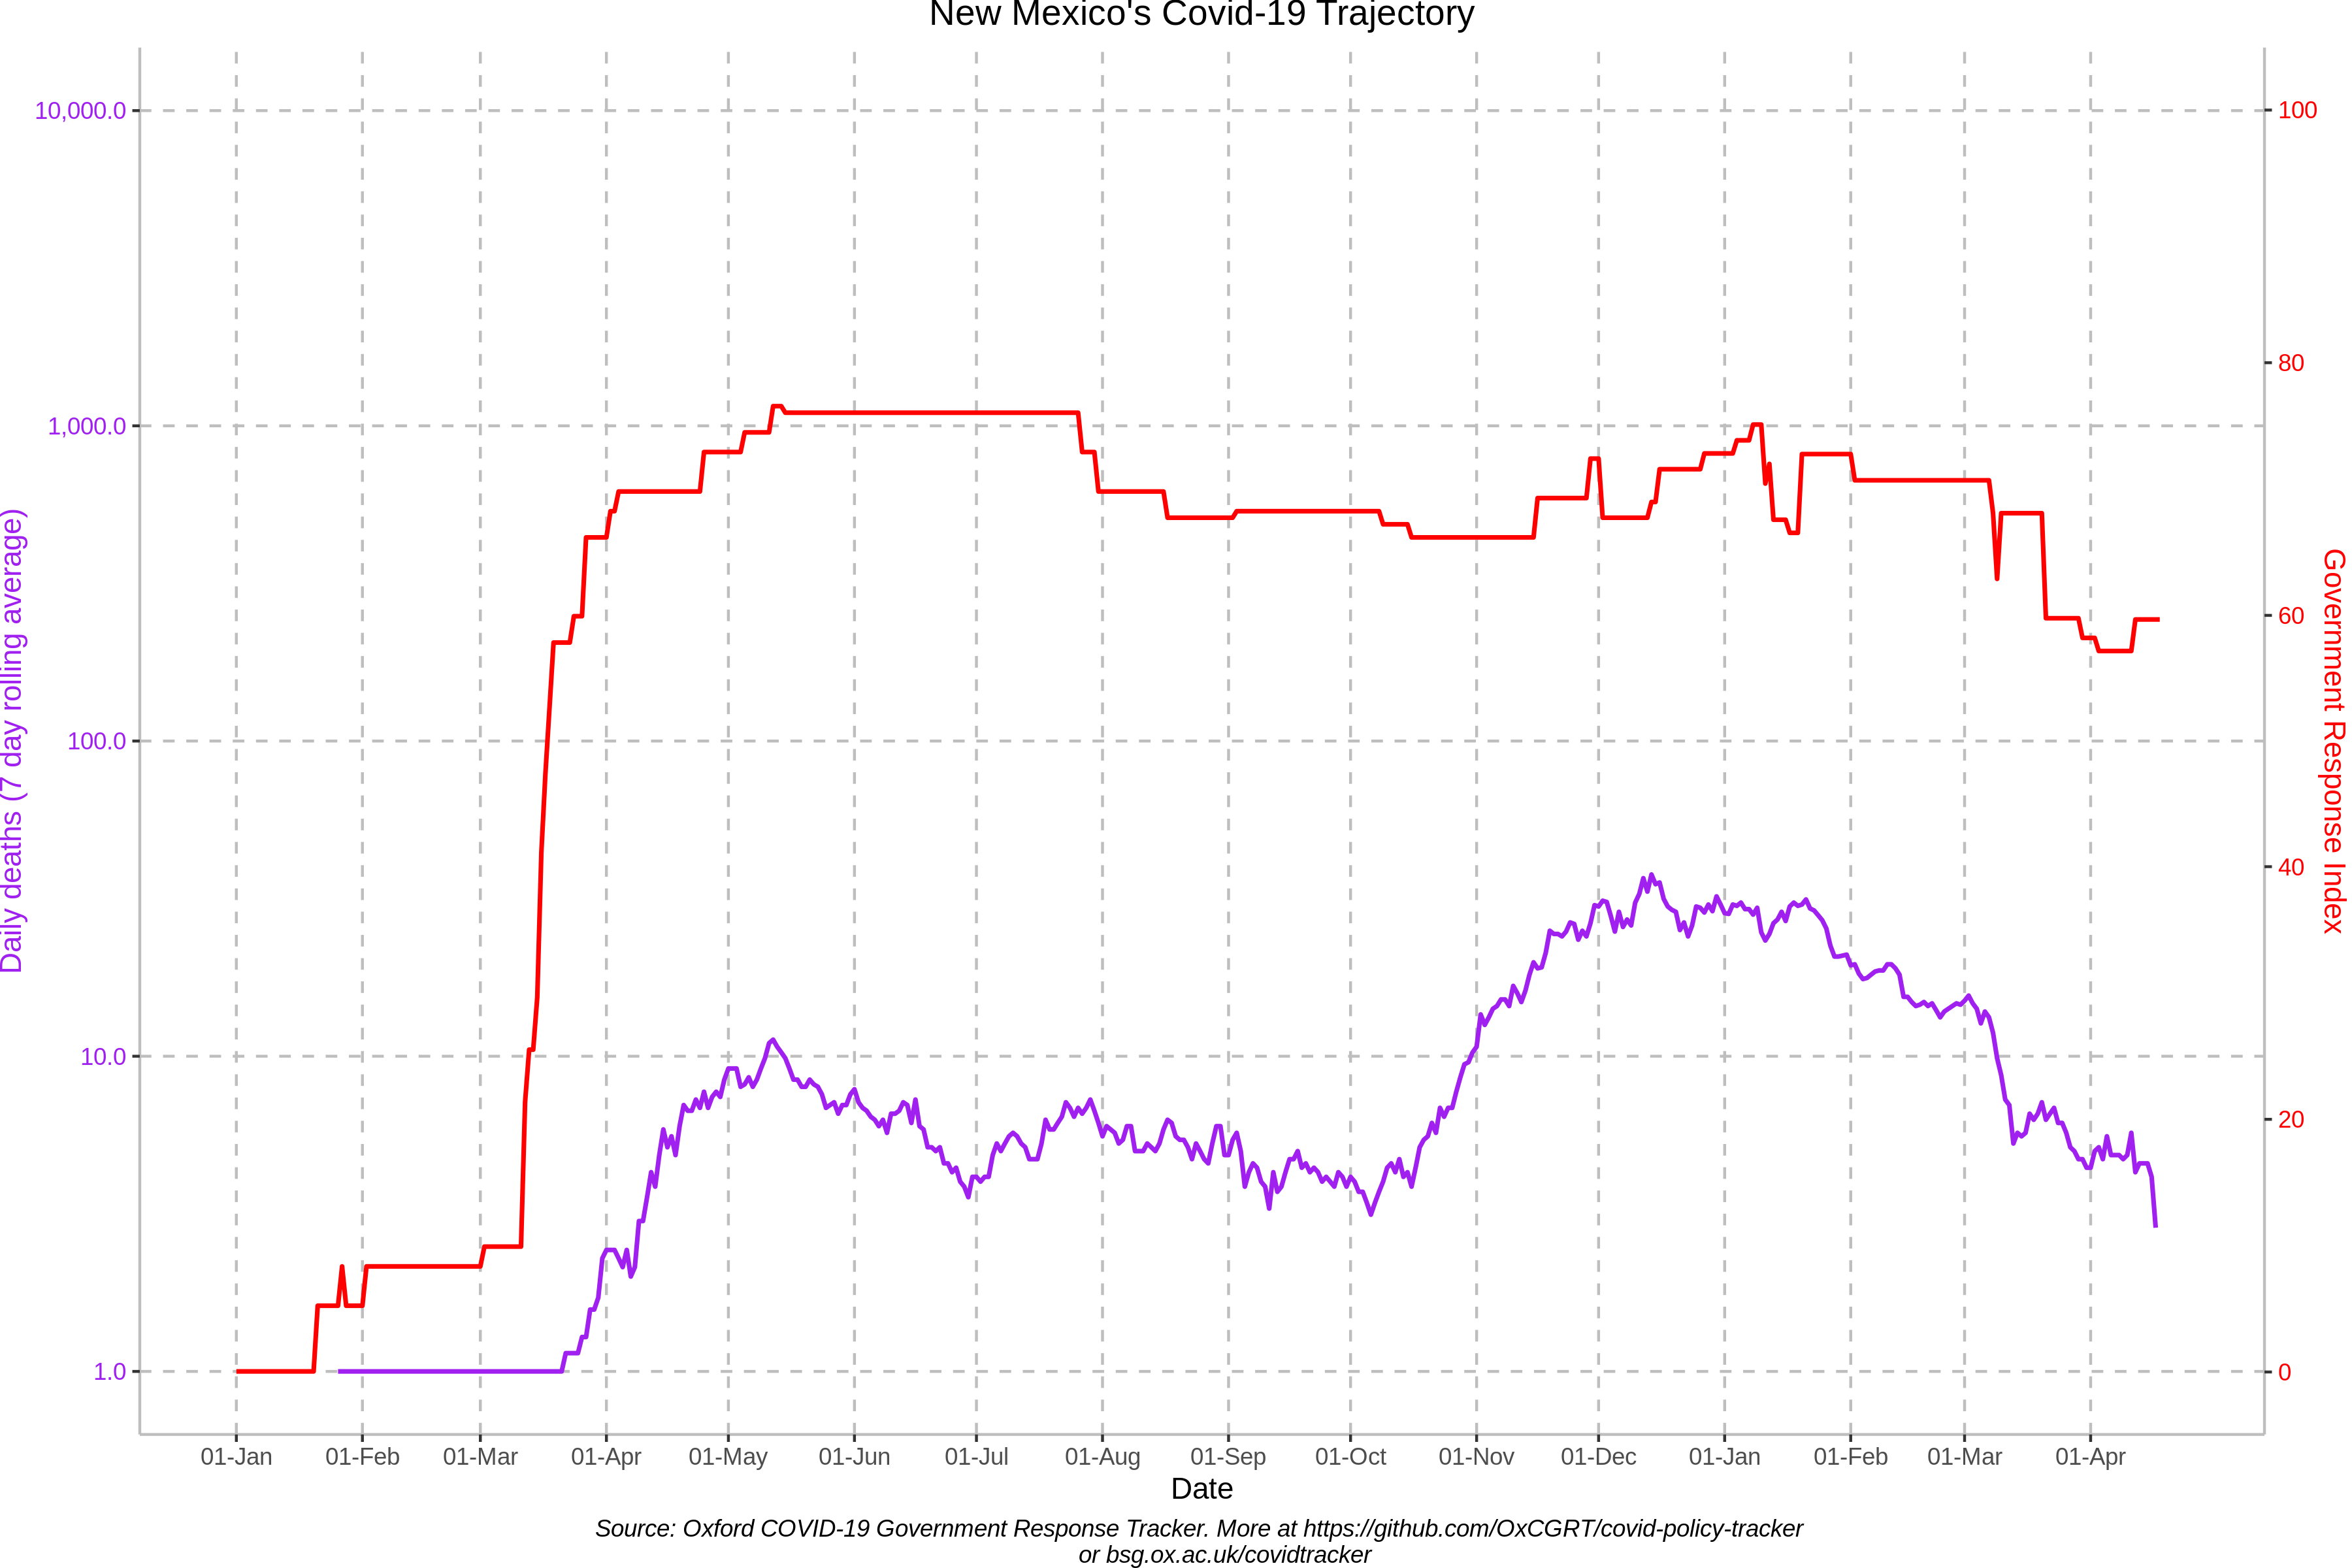 New Mexico's Covid-19 Trajectory
10,000.0
1,000.0
100.0
10.0
1.0
Daily deaths (7 day rolling average)
100
80
60
40
20
0
Government Response Index
01-Jan 01-Feb 01-Mar 01-Apr 01-May 01-Jun 01-Jul 01-Aug 01-Sep 01-Oct 01-Nov 01-Dec 01-Jan 01-Feb 01-Mar 01-Apr
Date
Source: Oxford COVID-19 Government Response Tracker. More at https://github.com/OxCGRT/covid-policy-tracker
or bsg.ox.ac.uk/covidtracker